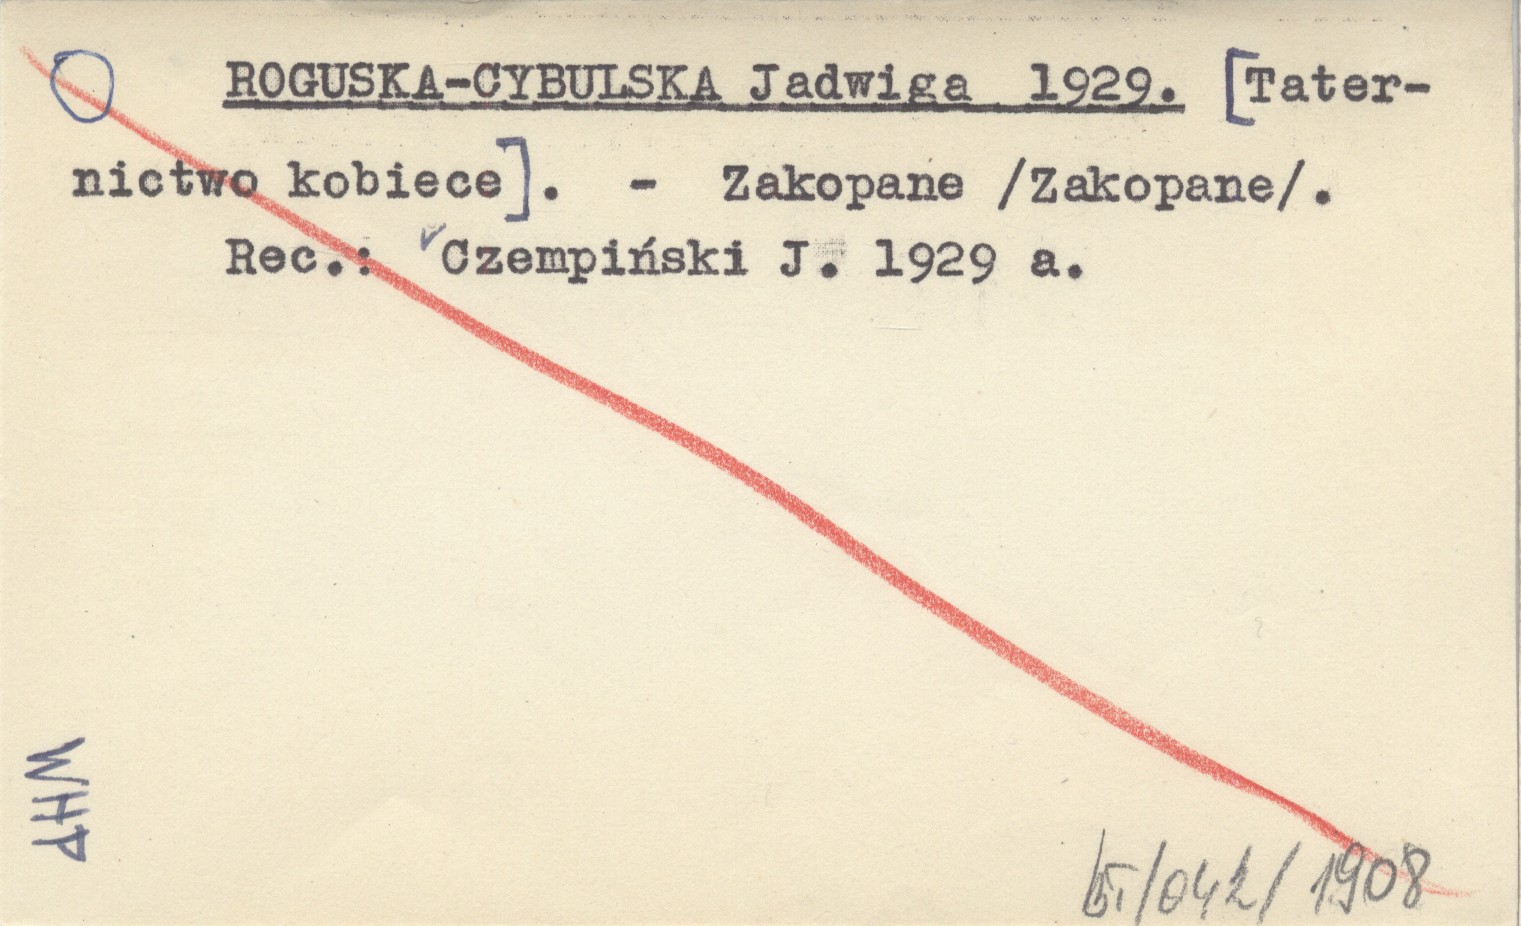 ROGUSKA-CYBULSKA Jadwiga 1929. [Tater-
nictwo kobiece]. - Zakopane /Zakopane/.
Rec.: Czempiński J. 1929 a.
WHP
/042/1908